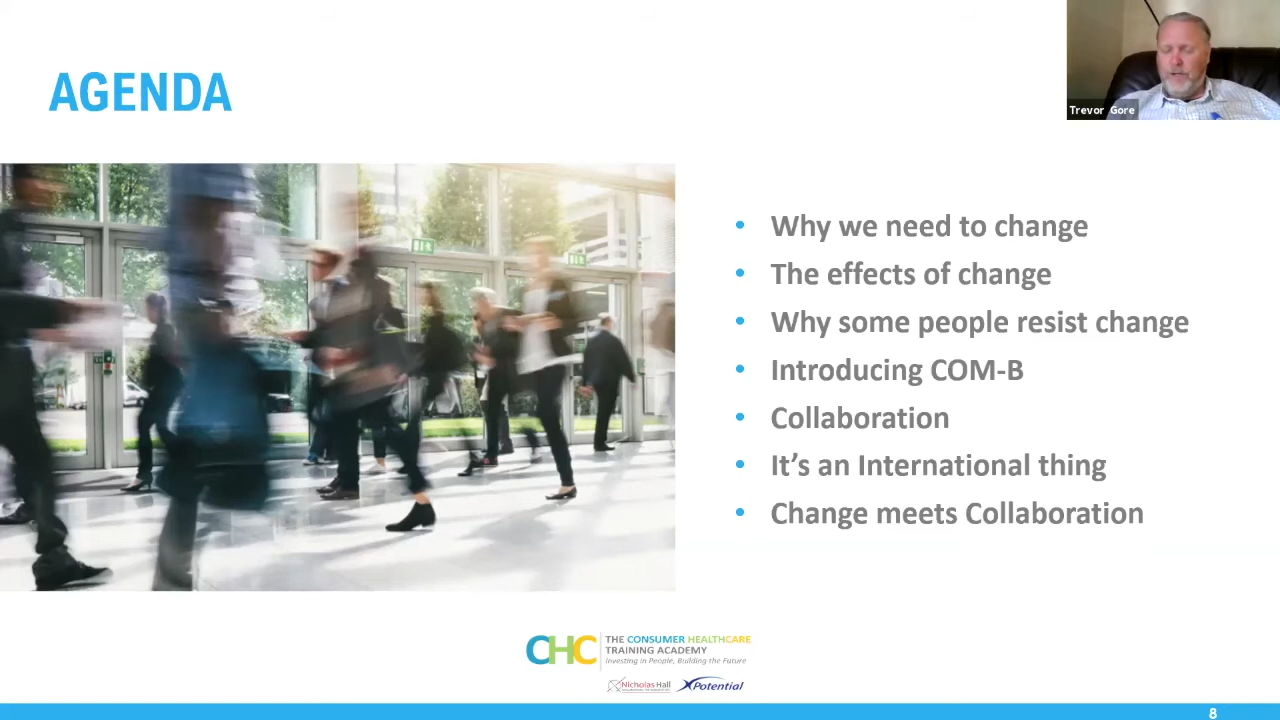 AGENDA
Trevor Gore
Why we need to change
The effects of change
Why some people resist change
Introducing COM-B
Collaboration
It's an International thing
Change meets Collaboration
CHC
THE CONSUMER HEALTHCARE
TRAINING ACADEMY
Investing in People, Building the Future
Nicholas Hall
XPotential
8